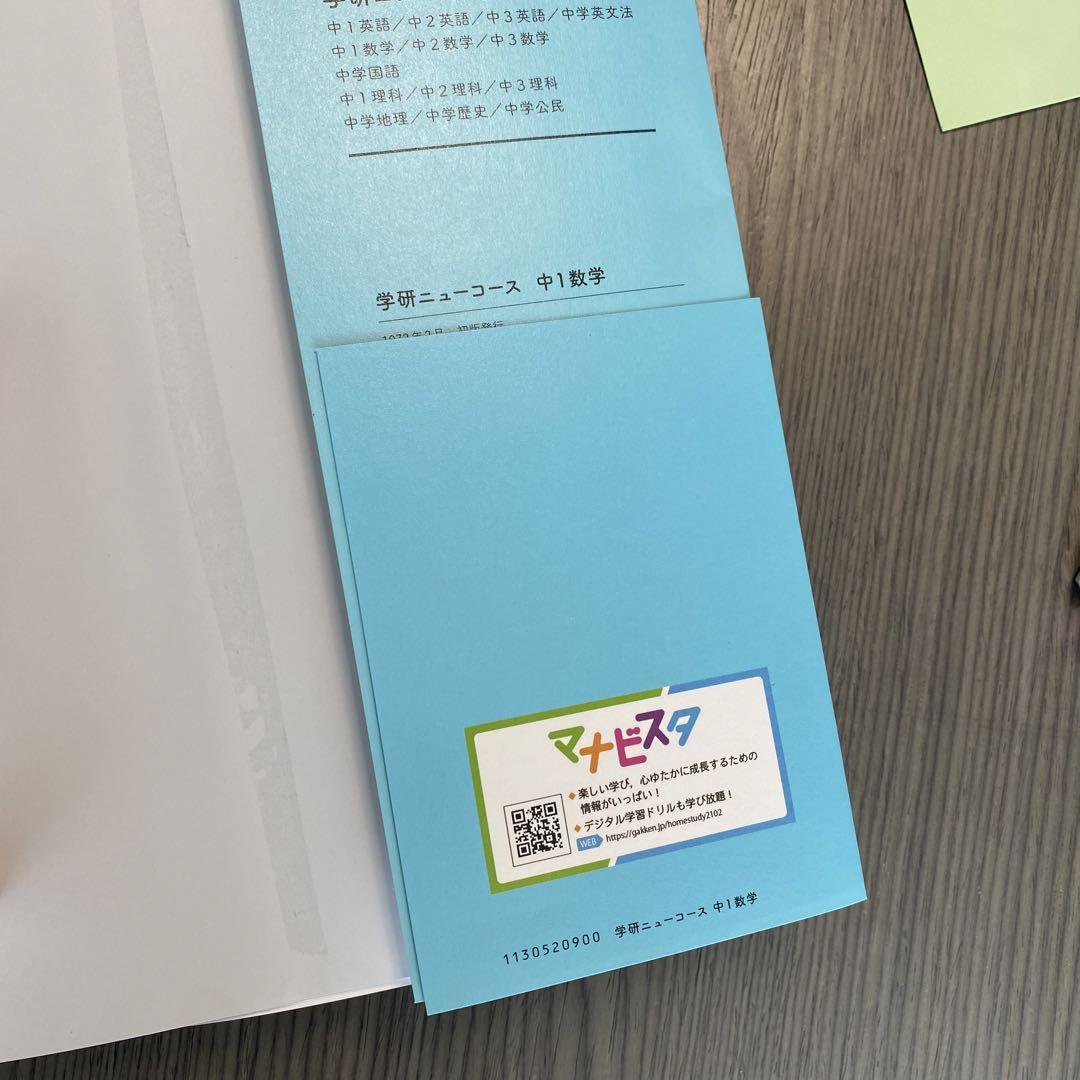 中1英語／中2英語／中3英語／中学英文法
中1数学／中2数学／中3数学
中学国語
中1理科／中2理科／中3理科
中学地理／中学歴史／中学公民
学研ニューコース 中1数学
マナビスタ
◆楽しい学び，心ゆたかに成長するための
情報がいっぱい！
◆デジタル学習ドリルも学び放題！
WEB https://gakken.jp/homestudy2102
1130520900 学研ニューコース 中1数学